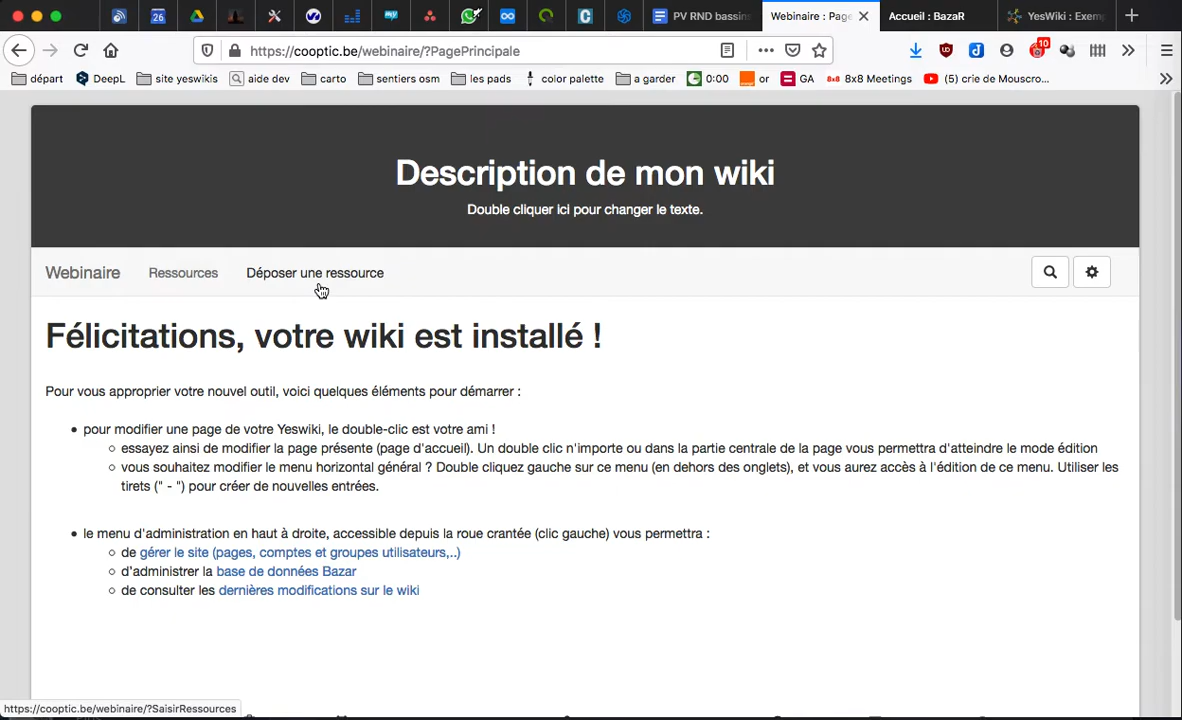 26
PV RND bassin
Webinaire : Page
Accueil : BazaR
YesWiki : Exemp
https://cooptic.be/webinaire/?PagePrincipale
10
départ
DeepL
site yeswikis
aide dev
carto
sentiers osm
les pads
color palette
a garder
0:00
or
GA
8x8 Meetings
(5) crie de Mouscro...
Description de mon wiki
Double cliquer ici pour changer le texte.
Webinaire
Ressources
Déposer une ressource
Félicitations, votre wiki est installé !
Pour vous approprier votre nouvel outil, voici quelques éléments pour démarrer :
pour modifier une page de votre Yeswiki, le double-clic est votre ami !
essayez ainsi de modifier la page présente (page d'accueil). Un double clic n'importe ou dans la partie centrale de la page vous permettra d'atteindre le mode édition
vous souhaitez modifier le menu horizontal général ? Double cliquez gauche sur ce menu (en dehors des onglets), et vous aurez accès à l'édition de ce menu. Utiliser les
tirets (" - ") pour créer de nouvelles entrées.
le menu d'administration en haut à droite, accessible depuis la roue crantée (clic gauche) vous permettra :
de gérer le site (pages, comptes et groupes utilisateurs,..)
d'administrer la base de données Bazar
de consulter les dernières modifications sur le wiki
https://cooptic.be/webinaire/?SaisirRessources